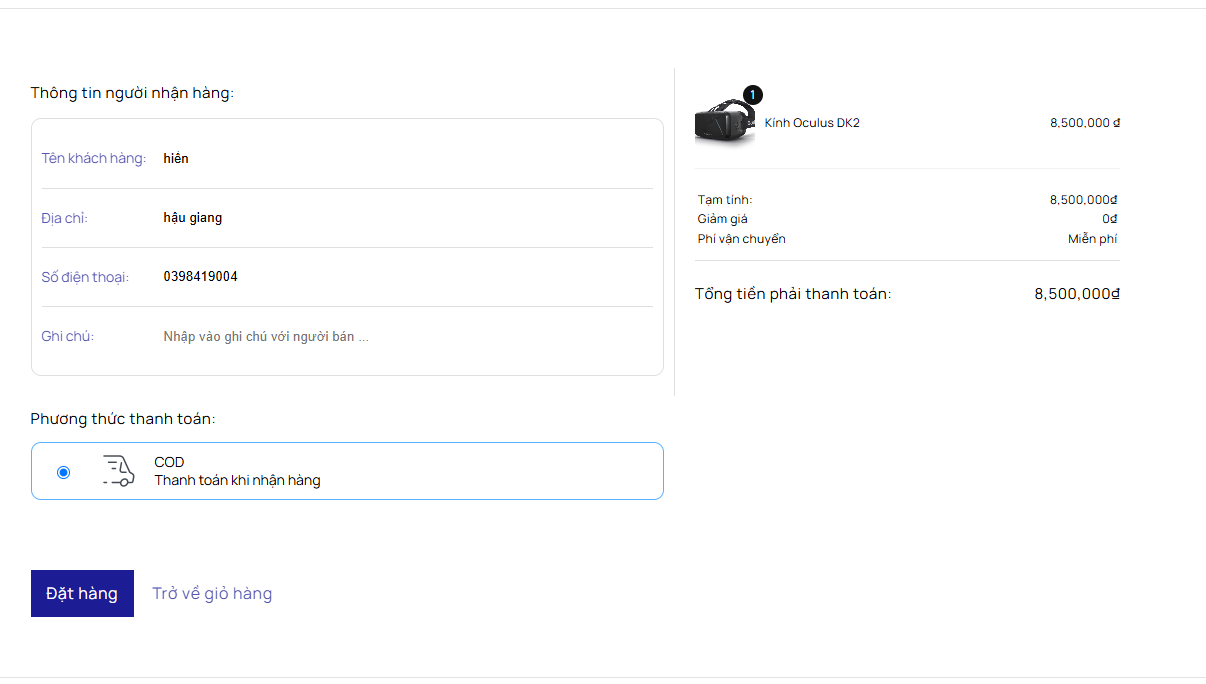 Thông tin người nhận hàng:
Tên khách hàng: hiền
Địa chỉ: hậu giang
Số điện thoại: 0398419004
Ghi chú: Nhập vào ghi chú với người bán ...
Phương thức thanh toán:
COD
Thanh toán khi nhận hàng
Đặt hàng Trở về giỏ hàng
1
Kính Oculus DK2 8,500,000 ₫
Tạm tính: 8,500,000₫
Giảm giá 0₫
Phí vận chuyển Miễn phí
Tổng tiền phải thanh toán: 8,500,000₫